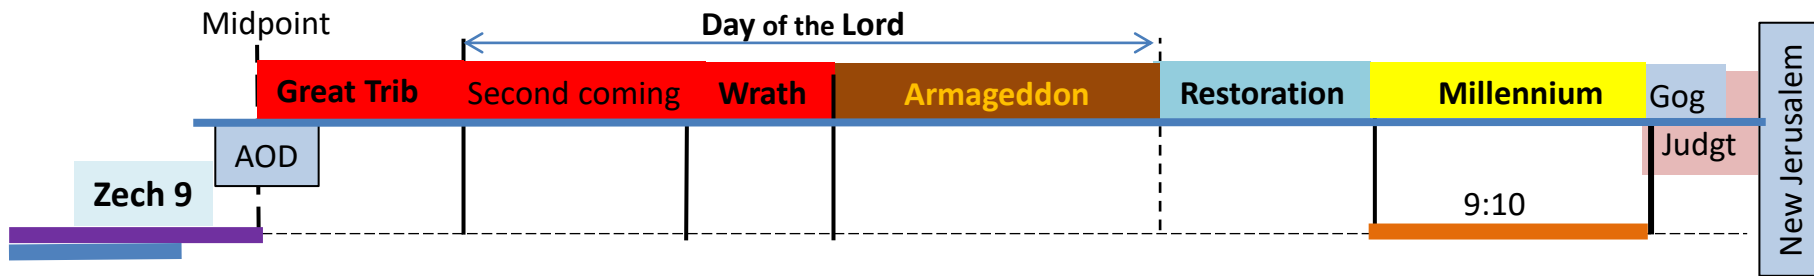 Midpoint
Day of the Lord
Great Trib Second coming Wrath Armageddon Restoration Millennium Gog
AOD
Judgt
Zech 9
9:10
New Jerusalem